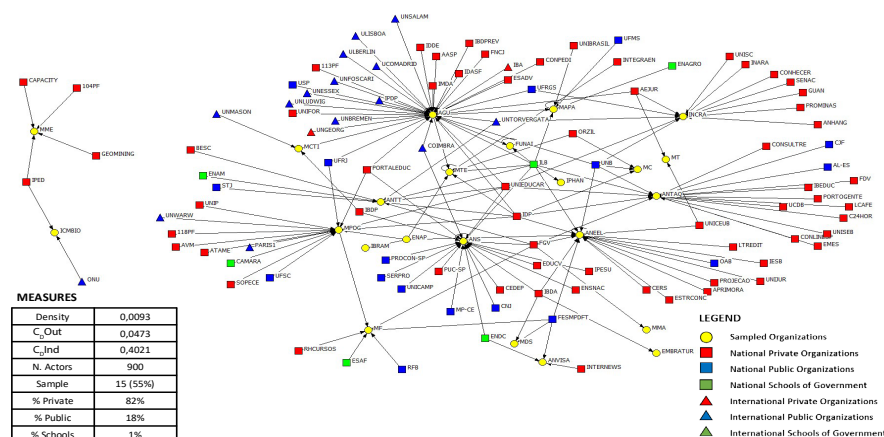 UNSALAM
ULISBOA
ULBERLIN
UCOMADRID
UNFOSCARI
UNESSEX
UNLUDWIG
UNBREMEN
IPDP
USP
113PF
UNIFOR
UNGEORG
IDDE
AASP
IBDPREV
FNCJ
IDASF
IMDA
IBA
ESADV
CONPEDI
UNIBRASIL
UFMS
INTEGRAEN
UFRGS
ENAGRO
AGU
MAPA
UNTORVERGATA
AEJUR
UNISC
INARA
CONHECER
SENAC
GUAN
PROMINAS
ANHANG
INCRA
CAPACITY
104PF
MME
GEOMINING
IPED
ICMBIO
ONU
UNMASON
MCTI
BESC
ENAM
STJ
UFRJ
COIMBRA
PORTALEDUC
MTE
FUNAI
ILB
ORZIL
UNB
MC
MT
IPHAN
UNIEDUCAR
CONSULTRE
CJF
AL-ES
FDV
IBEDUC
PORTOGENTE
LCAFE
UCDB
C24HOR
UNISEB
CONLINE
EMES
ANTAQ
UNICEUB
LTREDIT
IESB
OAB
UNIDUR
PROJECAO
APRIMORA
ESTRCONC
CERS
UNIP
UNWARW
118PF
AVM
ATAME
PARIS1
CAMARA
SOPECE
UFSC
MPOG
ANTT
IBDP
IBRAM
ENAP
PROCON-SP
SERPRO
UNICAMP
ANS
IDP
FGV
PUC-SP
EDUCV
IPESU
CEDEP
IBDA
ENSNAC
CNJ
MP-CE
FESMPDFT
ENDC
MDS
ANVISA
INTERNEWS
MMA
EMBRATUR
ANEEL
MF
RHCURSOS
ESAF
RFB
MEASURES
Density 0,0093
CDOut 0,0473
CDInd 0,4021
N. Actors 900
Sample 15 (55%)
% Private 82%
% Public 18%
% Schools 1%
LEGEND
Sampled Organizations
National Private Organizations
National Public Organizations
National Schools of Government
International Private Organizations
International Public Organizations
International Schools of Government